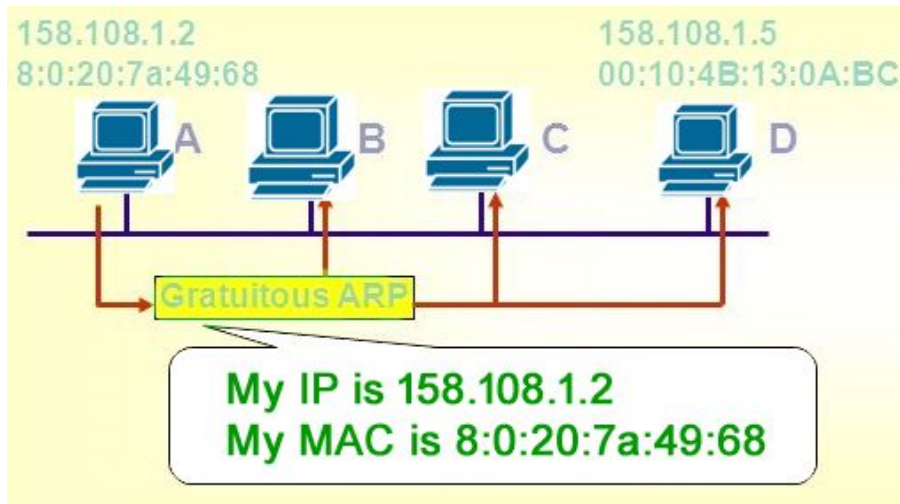 158.108.1.2
8:0:20:7a:49:68
158.108.1.5
00:10:4B:13:0A:BC
A
B
C
D
Gratuitous ARP
My IP is 158.108.1.2
My MAC is 8:0:20:7a:49:68